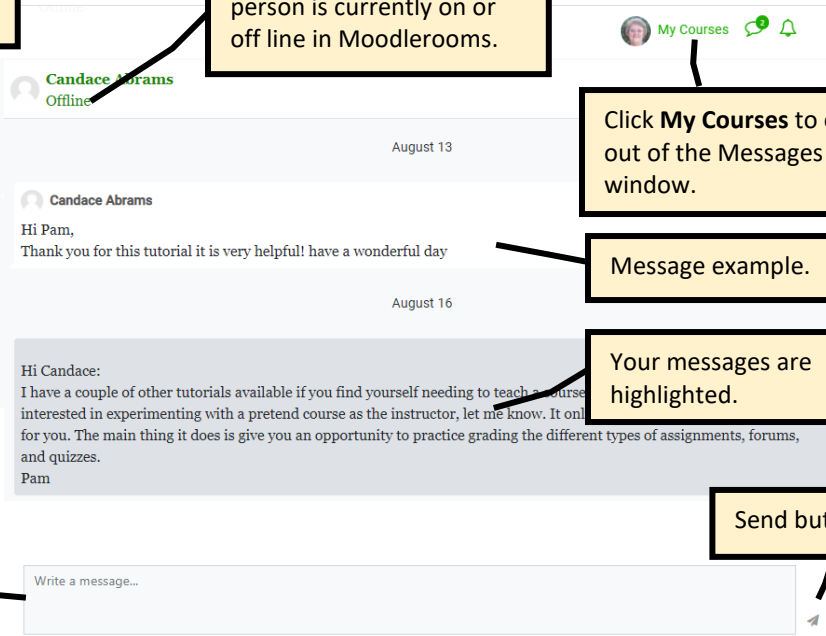 person is currently on or
off line in Moodlerooms.
My Courses 2
Candace Abrams
Offline
August 13
Click My Courses to
out of the Messages
window.
Candace Abrams
Hi Pam,
Thank you for this tutorial it is very helpful! have a wonderful day
Message example.
August 16
Your messages are
highlighted.
Hi Candace:
I have a couple of other tutorials available if you find yourself needing to teach a course
interested in experimenting with a pretend course as the instructor, let me know. It
for you. The main thing it does is give you an opportunity to practice grading the different types of assignments, forums,
and quizzes.
Pam
Send
Write a message...